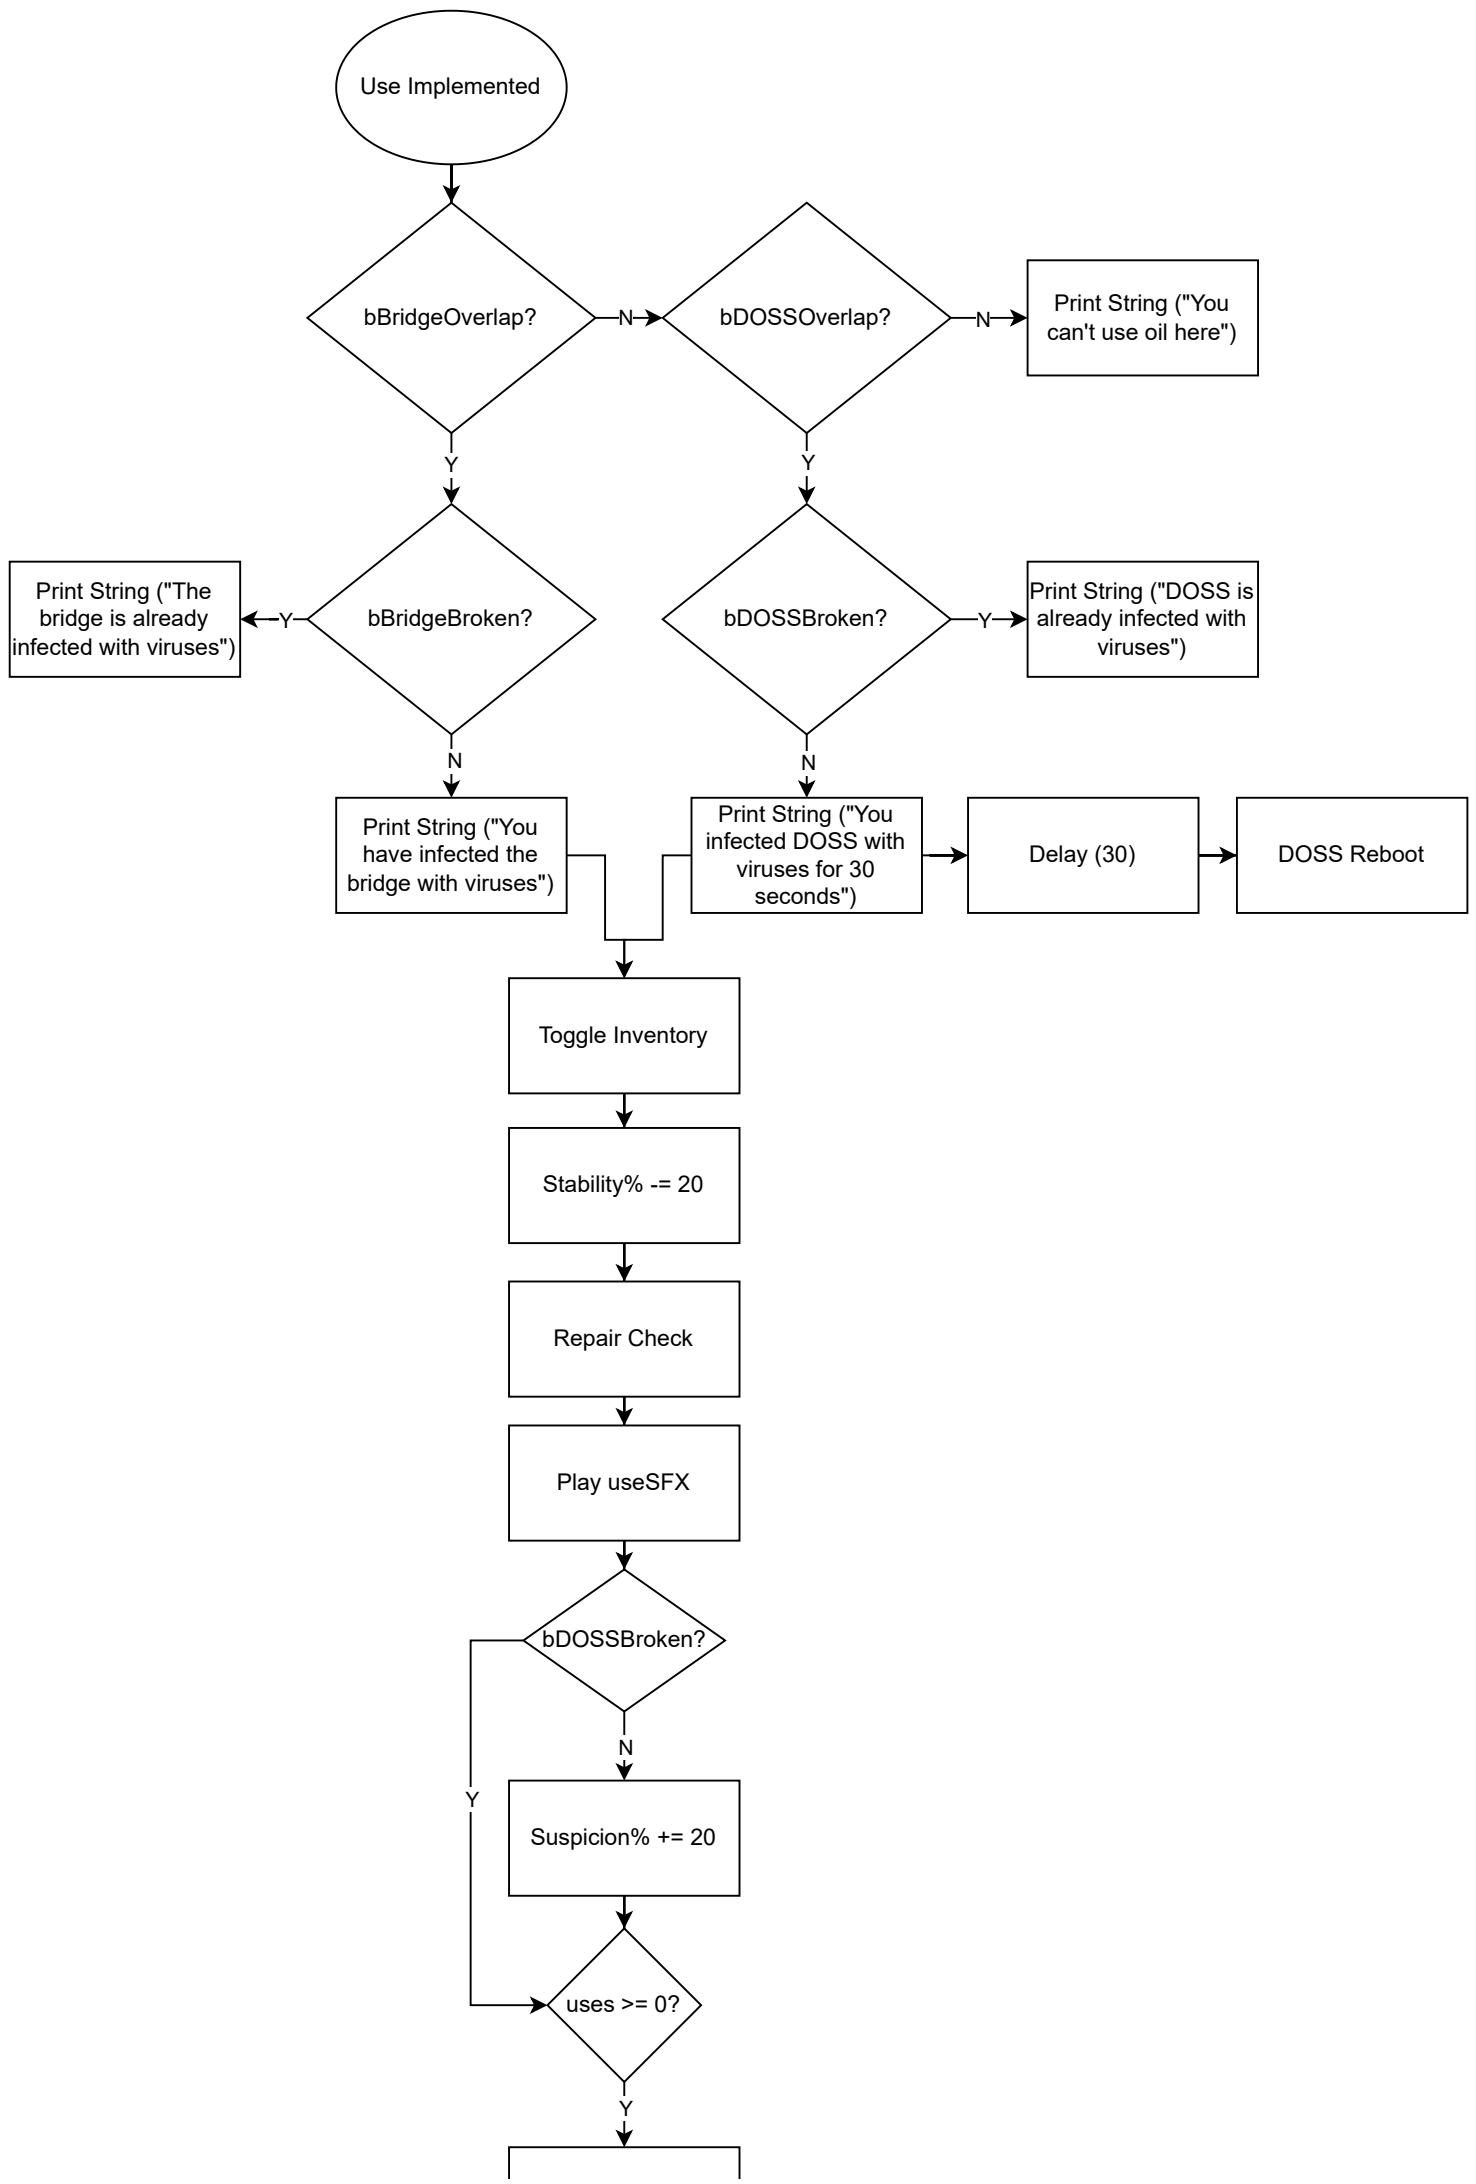 Use Implemented
bBridgeOverlap?
N
bDOSSOverlap?
N
Print String ("You
can't use oil here")
Y
Y
Print String ("The
bridge is already
infected with viruses")
Y
bBridgeBroken?
bDOSSBroken?
Y
Print String ("DOSS is
already infected with
viruses")
N
N
Print String ("You
have infected the
bridge with viruses")
Print String ("You
infected DOSS with
viruses for 30
seconds")
Delay (30)
DOSS Reboot
Toggle Inventory
Stability% -= 20
Repair Check
Play useSFX
bDOSSBroken?
N
Y
Suspicion% += 20
uses >= 0?
Y